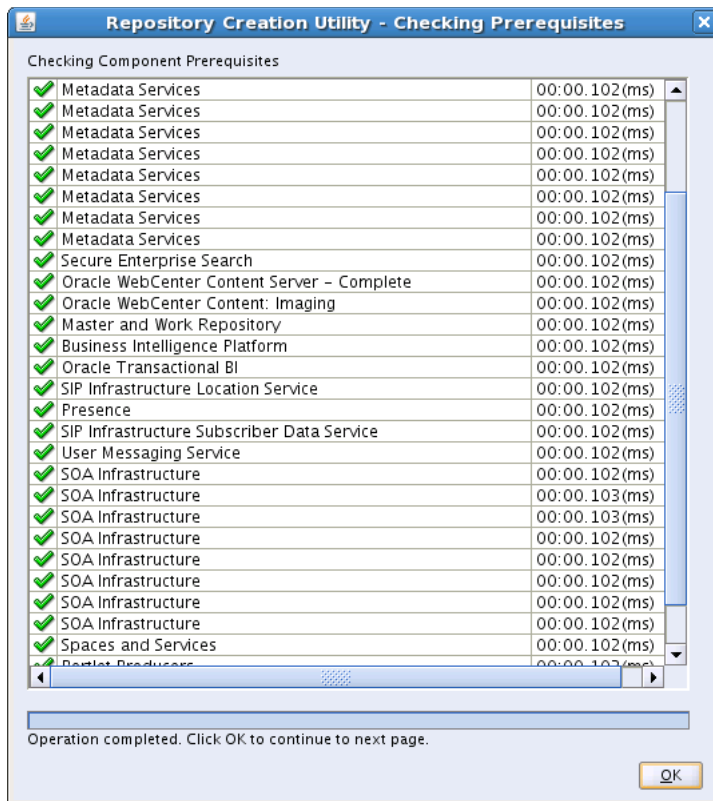 Repository Creation Utility - Checking Prerequisites
Checking Component Prerequisites
Metadata Services 00:00.102(ms)
Metadata Services 00:00.102(ms)
Metadata Services 00:00.102(ms)
Metadata Services 00:00.102(ms)
Metadata Services 00:00.102(ms)
Metadata Services 00:00.102(ms)
Metadata Services 00:00.102(ms)
Metadata Services 00:00.102(ms)
Secure Enterprise Search 00:00.102(ms)
Oracle WebCenter Content Server – Complete 00:00.102(ms)
Oracle WebCenter Content: Imaging 00:00.102(ms)
Master and Work Repository 00:00.102(ms)
Business Intelligence Platform 00:00.102(ms)
Oracle Transactional BI 00:00.102(ms)
SIP Infrastructure Location Service 00:00.102(ms)
Presence 00:00.102(ms)
SIP Infrastructure Subscriber Data Service 00:00.102(ms)
User Messaging Service 00:00.102(ms)
SOA Infrastructure 00:00.102(ms)
SOA Infrastructure 00:00.103(ms)
SOA Infrastructure 00:00.103(ms)
SOA Infrastructure 00:00.102(ms)
SOA Infrastructure 00:00.102(ms)
SOA Infrastructure 00:00.102(ms)
SOA Infrastructure 00:00.102(ms)
SOA Infrastructure 00:00.102(ms)
Spaces and Services 00:00.102(ms)
Portlet Producers
Operation completed. Click OK to continue to next page.
OK